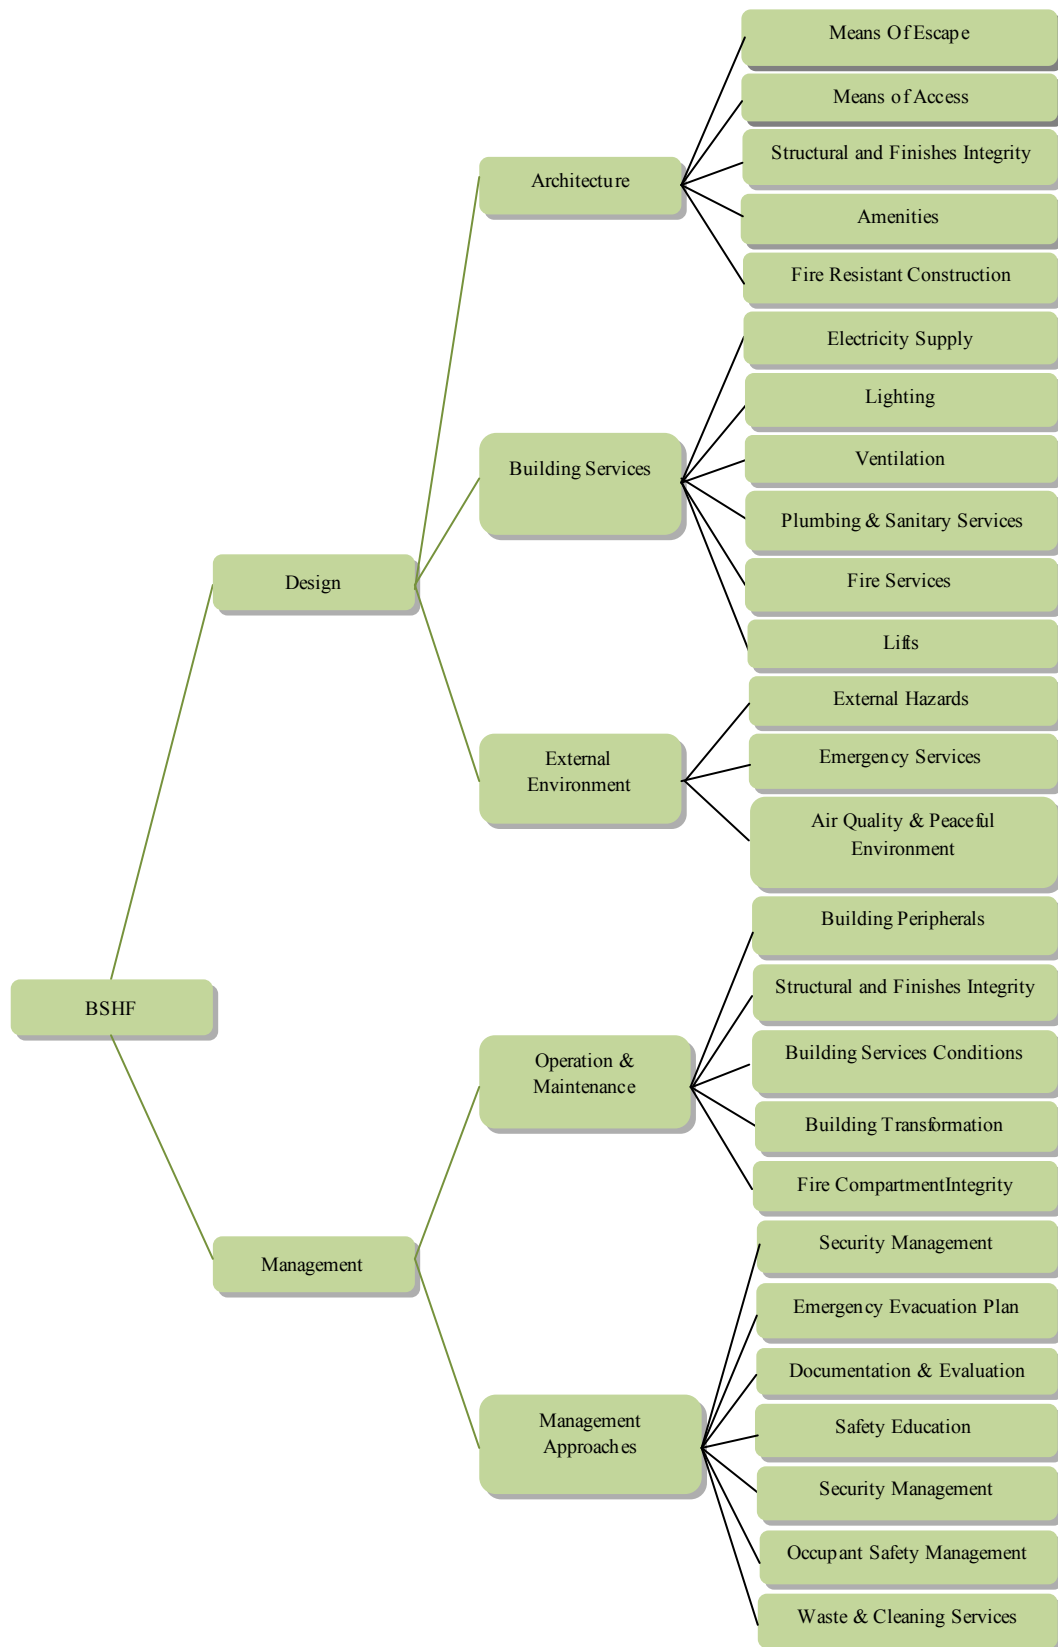 Means Of Escape
Means of Access
Structural and Finishes Integrity
Architecture
Amenities
Fire Resistant Construction
Electricity Supply
Lighting
Building Services
Ventilation
Plumbing & Sanitary Services
Design
Fire Services
Lifts
External Hazards
External
Environment
Emergency Services
Air Quality & Peaceful
Environment
Building Peripherals
BSHF
Structural and Finishes Integrity
Operation &
Maintenance
Building Services Conditions
Building Transformation
Fire CompartmentIntegrity
Management
Security Management
Emergency Evacuation Plan
Documentation & Evaluation
Management
Approaches
Safety Education
Security Management
Occupant Safety Management
Waste & Cleaning Services